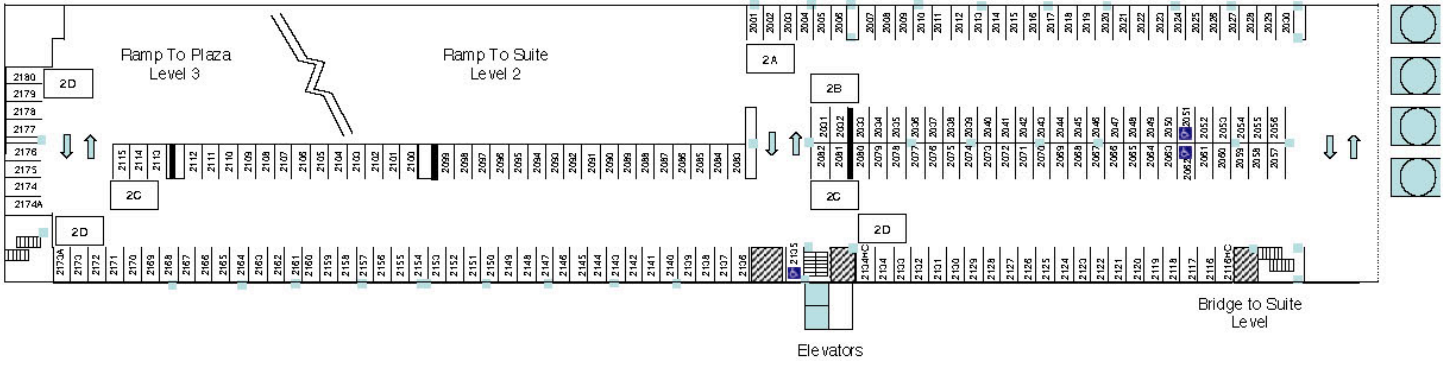 2001 2002 2003 2004 2005 2006 2007 2008 2009 2010 2011 2012 2013 2014 2015 2016 2017 2018 2019 2020 2021 2022 2023 2024 2025 2026 2027 2028 2029 2030
Ramp To Plaza
Level 3
Ramp To Suite
Level 2
2A
2180
2D
2179
2B
2178
2177
2031 2032 2033 2034 2035 2036 2037 2038 2039 2040 2041 2042 2043 2044 2045 2046 2047 2048 2049 2050 2051 2052 2053 2054 2055 2056
2176
2175
2174
2174A
2115 2114 2113 2112 2111 2110 2109 2108 2107 2106 2105 2104 2103 2102 2101 2100 2099 2098 2097 2096 2095 2094 2093 2092 2091 2090 2089 2088 2087 2086 2085 2084 2083
2082 2081 2080 2079 2078 2077 2076 2075 2074 2073 2072 2071 2070 2069 2068 2067 2066 2065 2064 2063 2062 2061 2060 2059 2058 2057
2C
2C
2D
2D
2173A 2173 2172 2171 2170 2169 2168 2167 2166 2165 2164 2163 2162 2161 2160 2159 2158 2157 2156 2155 2154 2153 2152 2151 2150 2149 2148 2147 2146 2145 2144 2143 2142 2141 2140 2139 2138 2137 2136
2135
2134HC 2134 2133 2132 2131 2130 2129 2128 2127 2126 2125 2124 2123 2122 2121 2120 2119 2118 2117 2116 2116HC
Bridge to Suite
Level
Elevators